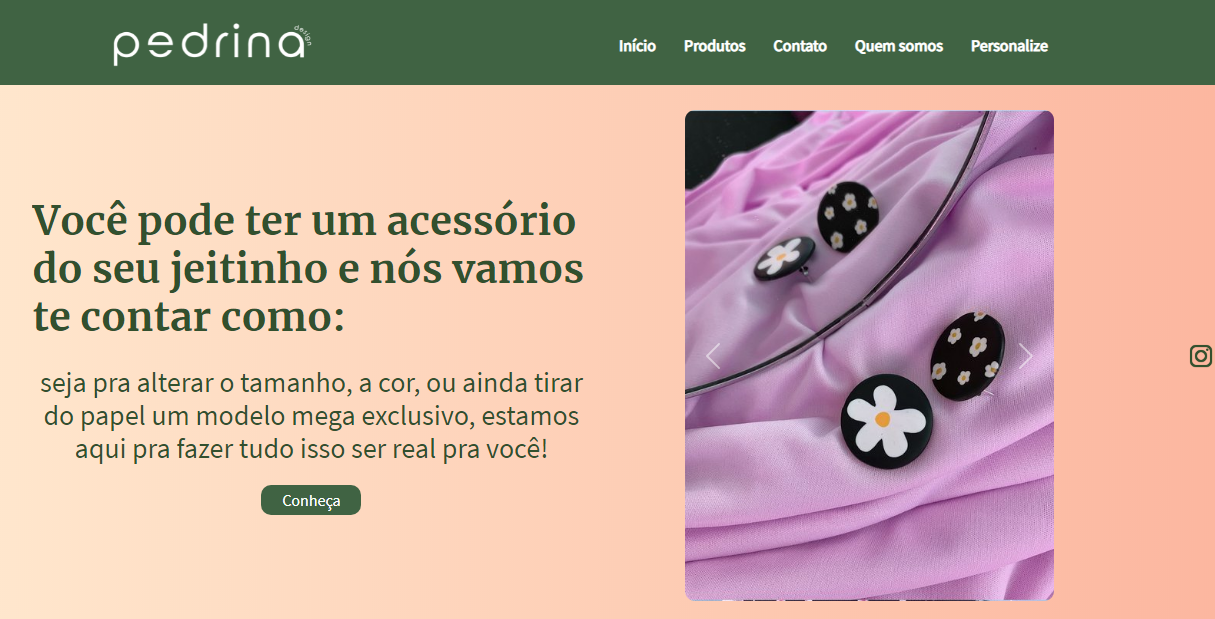 pedrina
design
Início Produtos Contato Quem somos Personalize
Você pode ter um acessório
do seu jeitinho e nós vamos
te contar como:
seja pra alterar o tamanho, a cor, ou ainda tirar
do papel um modelo mega exclusivo, estamos
aqui pra fazer tudo isso ser real pra você!
Conheça